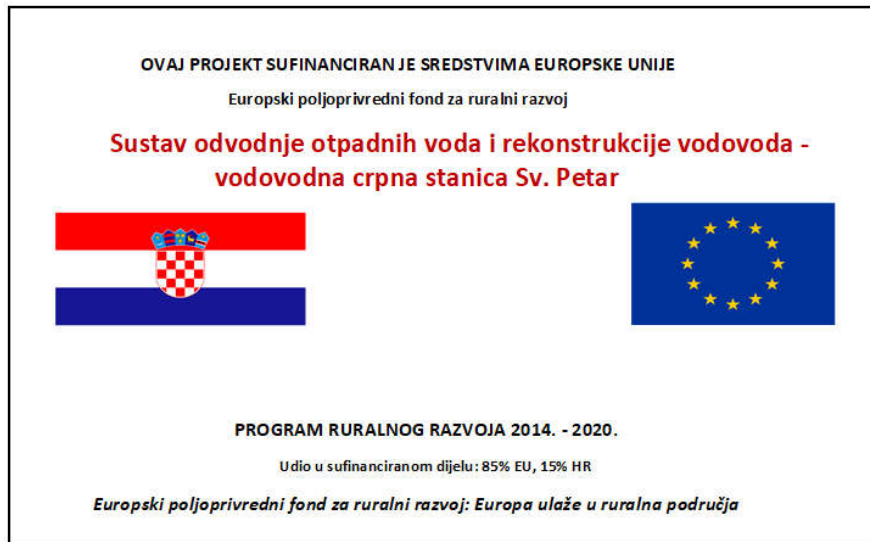 OVAJ PROJEKT SUFINANCIRAN JE SREDSTVIMA EUROPSKE UNIJE
Europski poljoprivredni fond za ruralni razvoj
Sustav odvodnje otpadnih voda i rekonstrukcije vodovoda -
vodovodna crpna stanica Sv. Petar
PROGRAM RURALNOG RAZVOJA 2014. - 2020.
Udio u sufinanciranom dijelu: 85% EU, 15% HR
Europski poljoprivredni fond za ruralni razvoj: Europa ulaže u ruralna područja